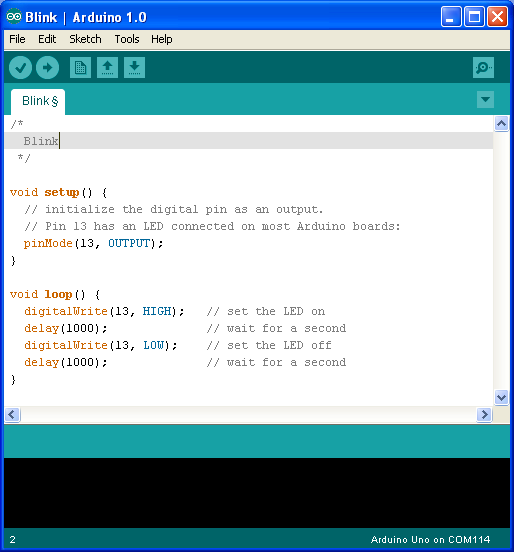 Blink | Arduino 1.0
File Edit Sketch Tools Help
Blink§
/*
  Blink
 */
void setup() {
  // initialize the digital pin as an output.
  // Pin 13 has an LED connected on most Arduino boards:
  pinMode(13, OUTPUT);
}
void loop() {
  digitalWrite(13, HIGH);   // set the LED on
  delay(1000);              // wait for a second
  digitalWrite(13, LOW);    // set the LED off
  delay(1000);              // wait for a second
}
2 Arduino Uno on COM114